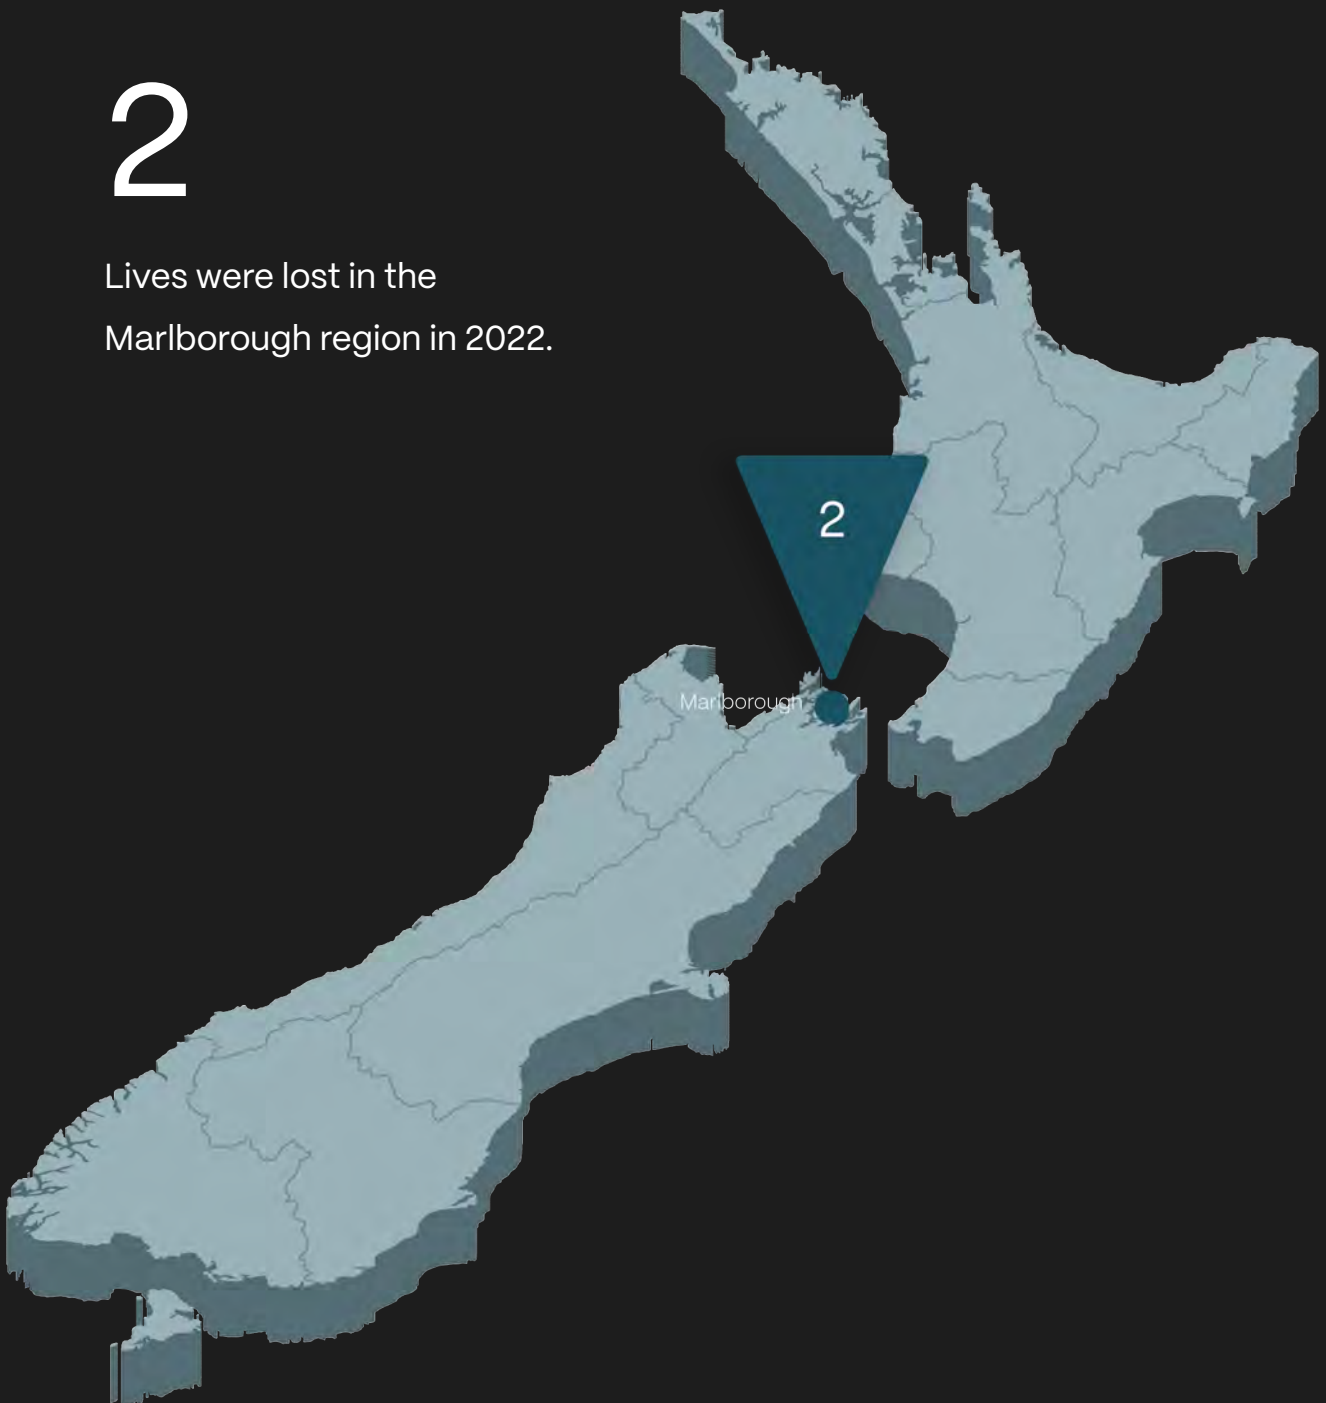 2
Lives were lost in the
Marlborough region in 2022.
2
Marlborough